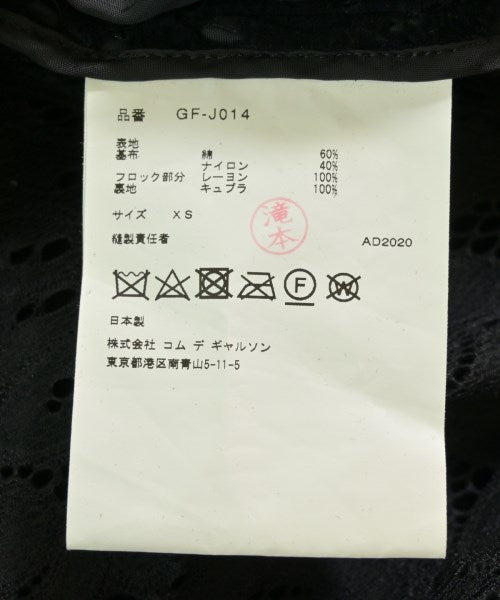 品番 GF-J014
表地
基布 綿 60%
ナイロン 40%
フロック部分 レーヨン 100%
裏地 キュプラ 100%
サイズ XS
滝本
縫製責任者 AD2020
F W
日本製
株式会社 コム デ ギャルソン
東京都港区南青山5-11-5